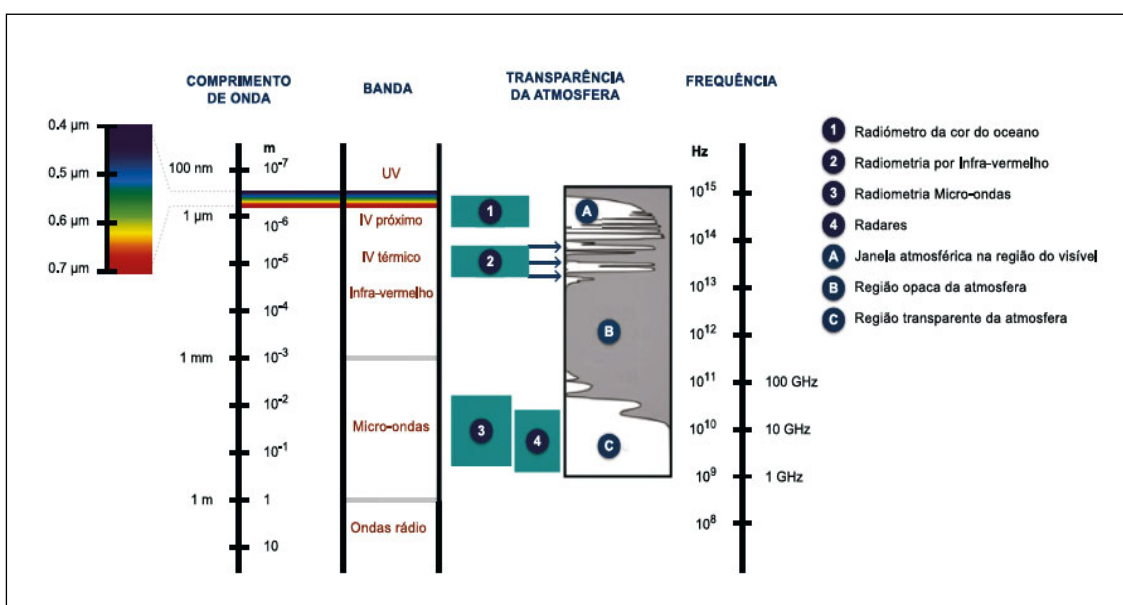 COMPRIMENTO
DE ONDA
BANDA
TRANSPARÊNCIA
DA ATMOSFERA
FREQUÊNCIA
0.4 µm
0,5 µm
0.6 µm
0.7 µm
m
100 nm
10⁻⁷
1 µm
10⁻⁶
10⁻⁵
10⁻⁴
1 mm
10⁻³
10⁻²
10⁻¹
1 m
1
10
UV
IV próximo
IV térmico
Infra-vermelho
Micro-ondas
Ondas rádio
1
2
3
4
A
B
C
Hz
10¹⁵
10¹⁴
10¹³
10¹²
10¹¹ 100 GHz
10¹⁰ 10 GHz
10⁹ 1 GHz
10⁸
1 Radiómetro da cor do oceano
2 Radiometria por Infra-vermelho
3 Radiometria Micro-ondas
4 Radares
A Janela atmosférica na região do visível
B Região opaca da atmosfera
C Região transparente da atmosfera